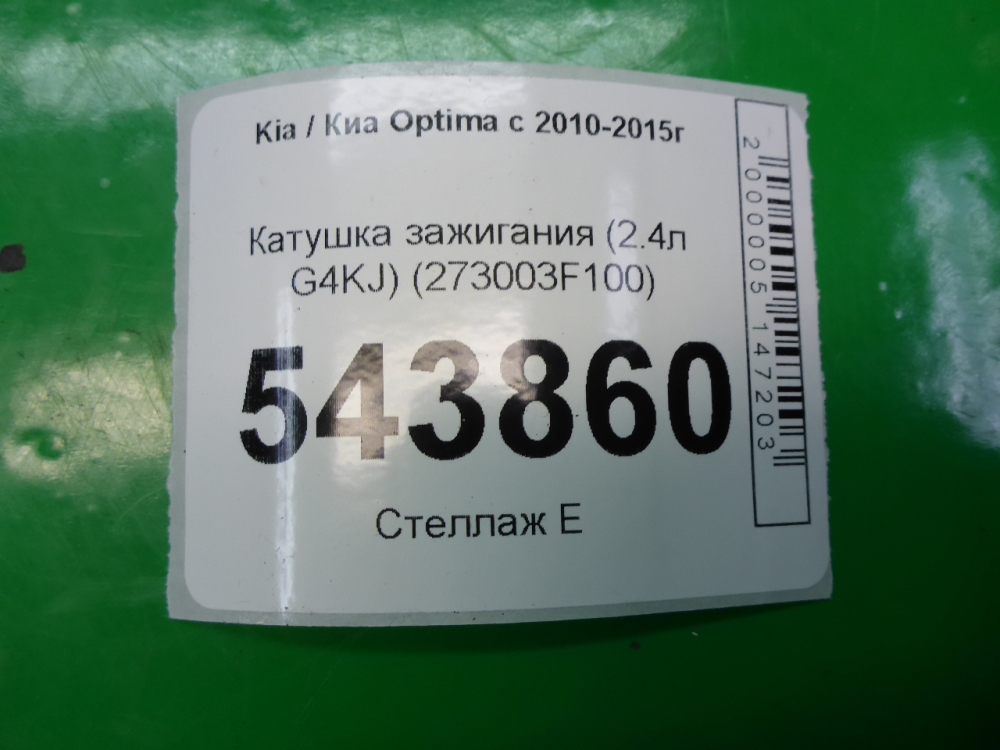 Kia / Киа Optima с 2010-2015г
Катушка зажигания (2.4л
G4KJ) (273003F100)
543860
Стеллаж Е
2000005147203